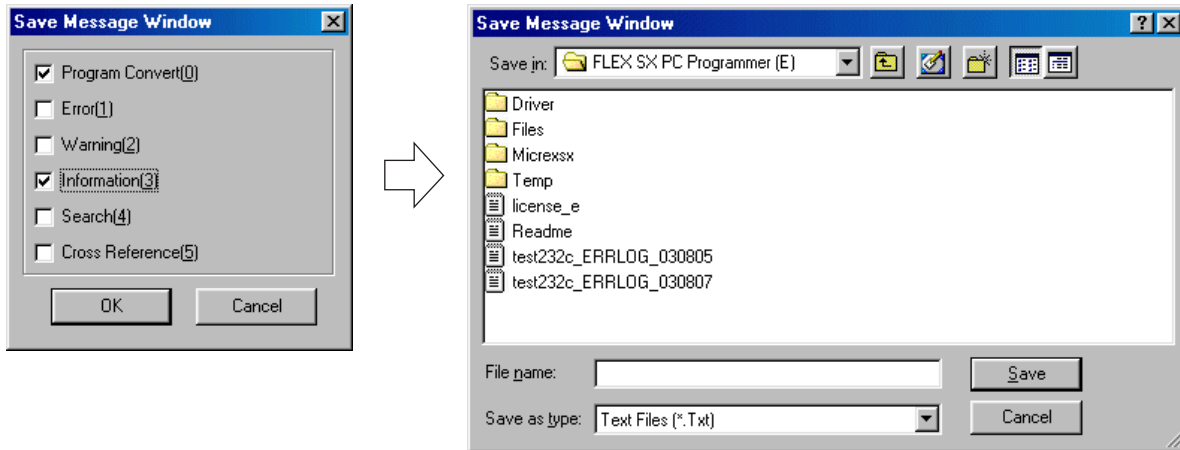 Save Message Window
Program Convert(0)
Error(1)
Warning(2)
Information(3)
Search(4)
Cross Reference(5)
OK Cancel
Save Message Window
Save in: FLEX SX PC Programmer (E)
Driver
Files
Micrexsx
Temp
license_e
Readme
test232c_ERRLOG_030805
test232c_ERRLOG_030807
File name: Save
Save as type: Text Files (*.Txt) Cancel